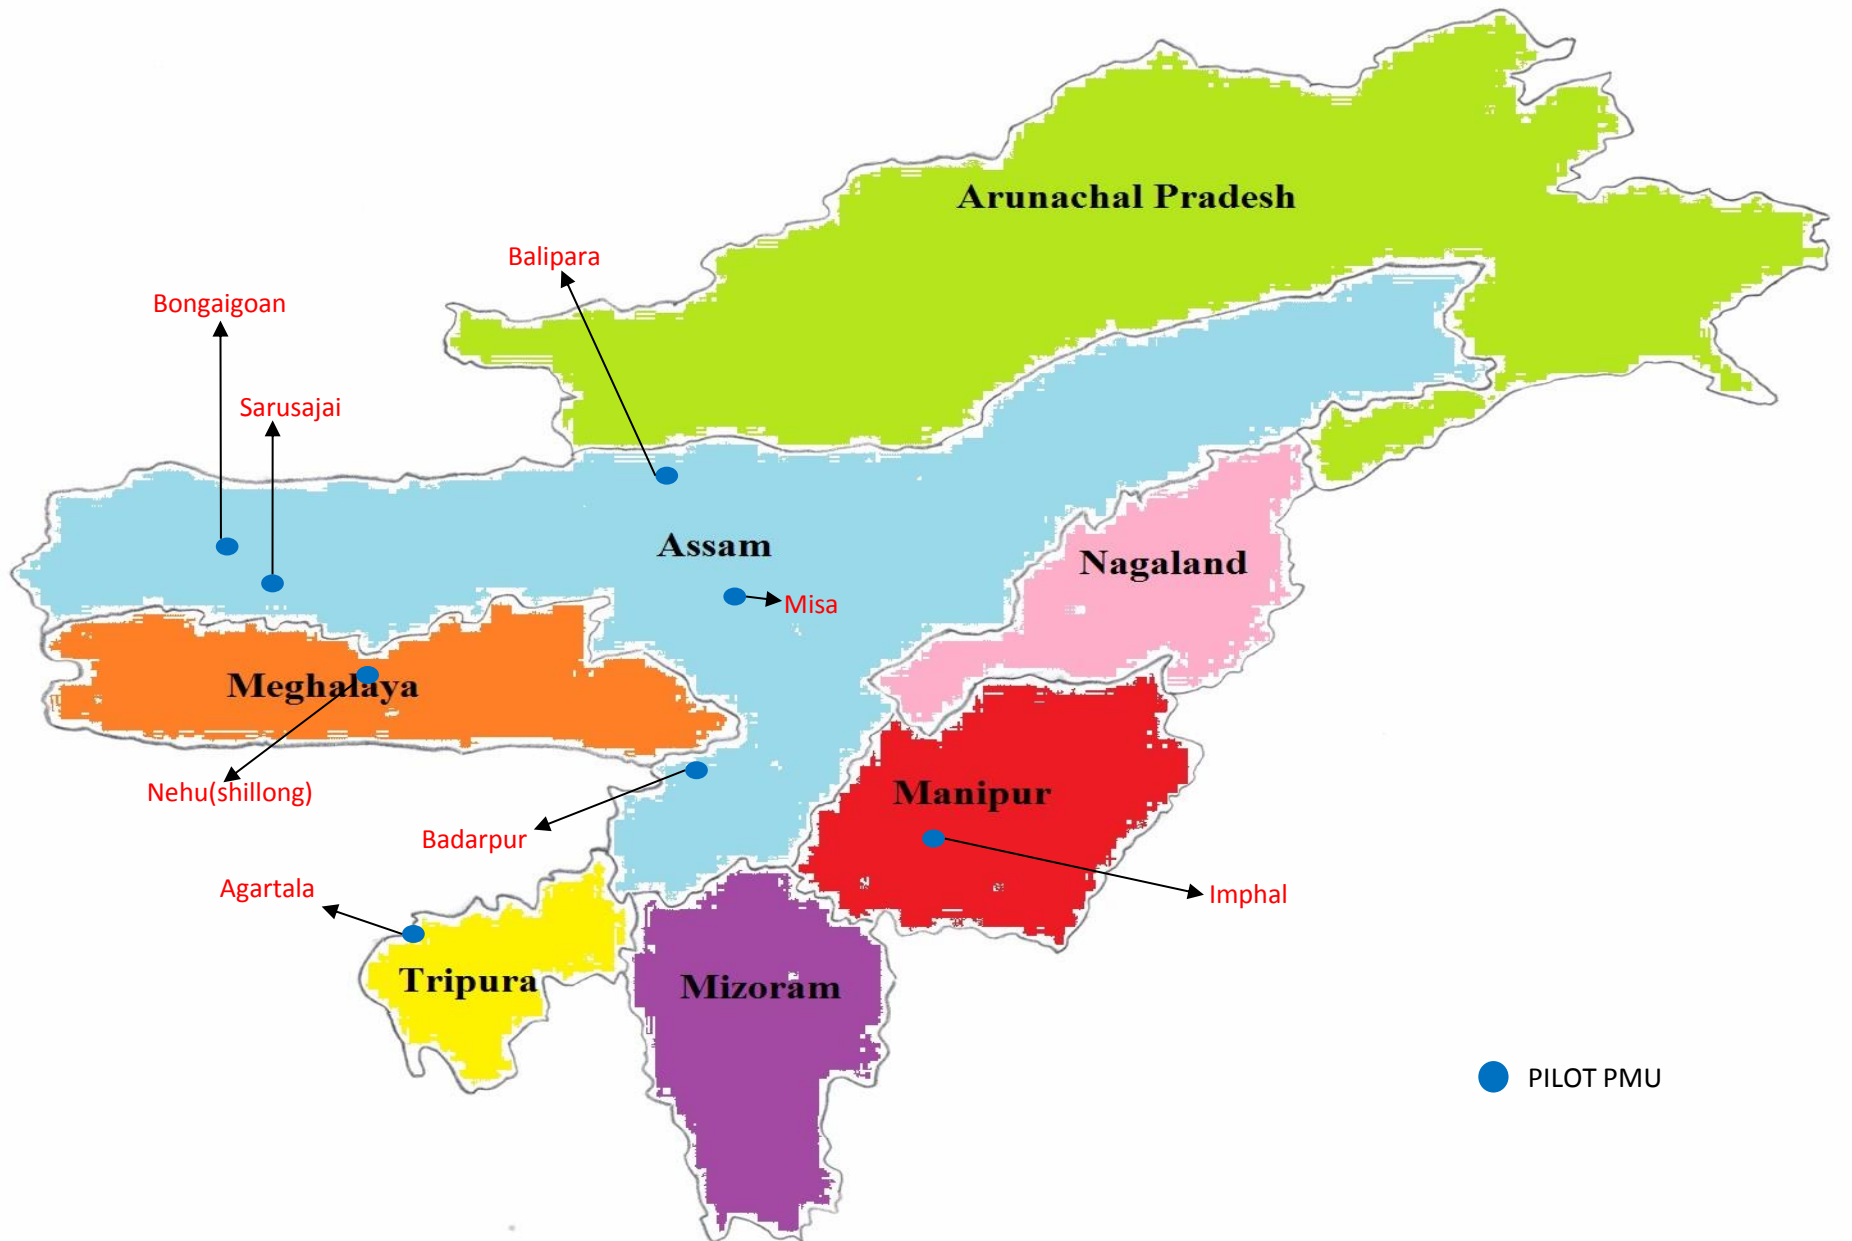 Arunachal Pradesh
Balipara
Bongaigoan
Sarusajai
Assam
Nagaland
Misa
Meghalaya
Nehu(shillong)
Manipur
Badarpur
Agartala
Imphal
Tripura
Mizoram
PILOT PMU